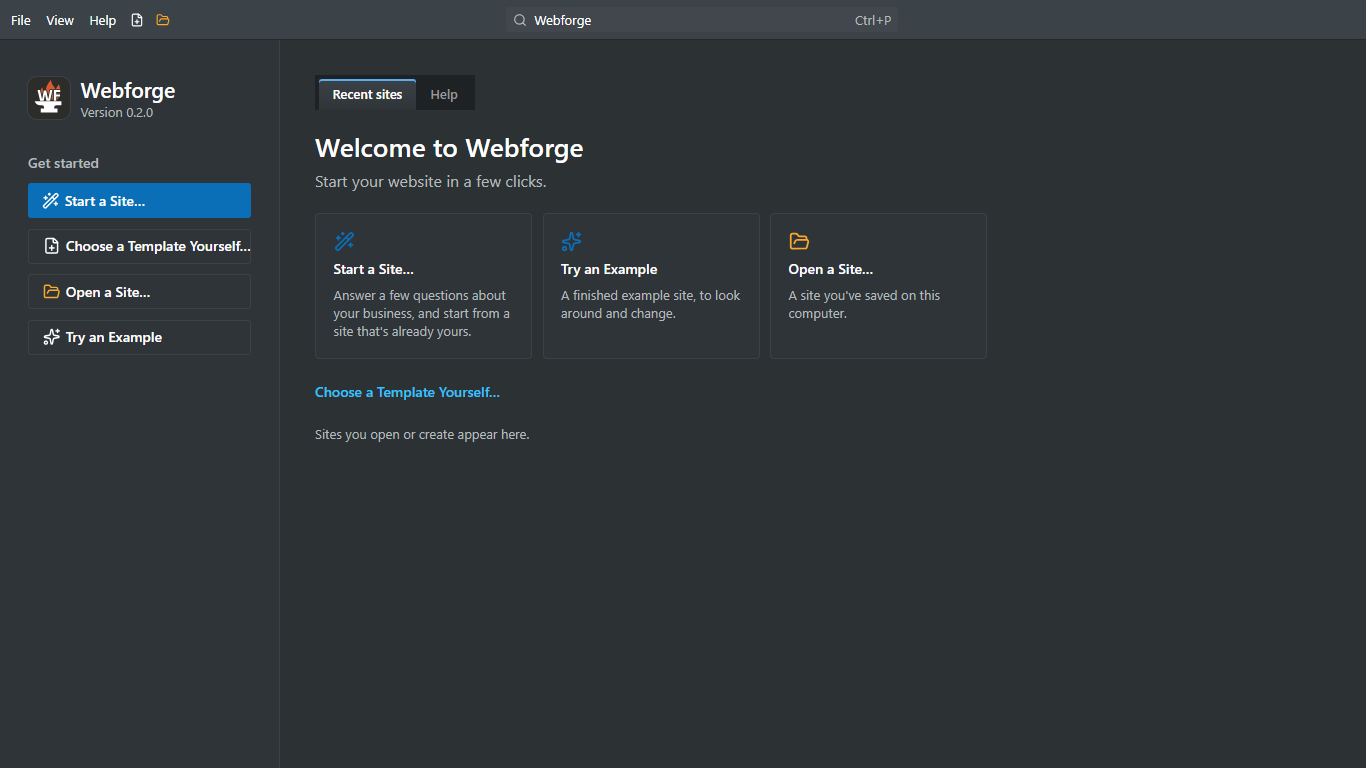 File View Help
Webforge Ctrl+P
WF
Webforge
Version 0.2.0
Get started
Start a Site...
Choose a Template Yourself...
Open a Site...
Try an Example
Recent sites Help
Welcome to Webforge
Start your website in a few clicks.
Start a Site...
Answer a few questions about
your business, and start from a
site that's already yours.
Try an Example
A finished example site, to look
around and change.
Open a Site...
A site you've saved on this
computer.
Choose a Template Yourself...
Sites you open or create appear here.